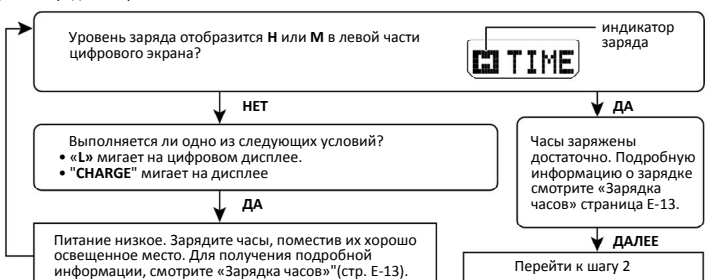 Уровень заряда отобразится H или M в левой части
цифрового экрана?
индикатор
заряда
TIME
НЕТ
ДА
Выполняется ли одно из следующих условий?
• «L» мигает на цифровом дисплее.
• "CHARGE" мигает на дисплее
Часы заряжены
достаточно. Подробную
информацию о зарядке
смотрите «Зарядка
часов» страница E-13.
ДА
ДАЛЕЕ
Питание низкое. Зарядите часы, поместив их хорошо
освещенное место. Для получения подробной
информации, смотрите «Зарядка часов»"(стр. E-13).
Перейти к шагу 2